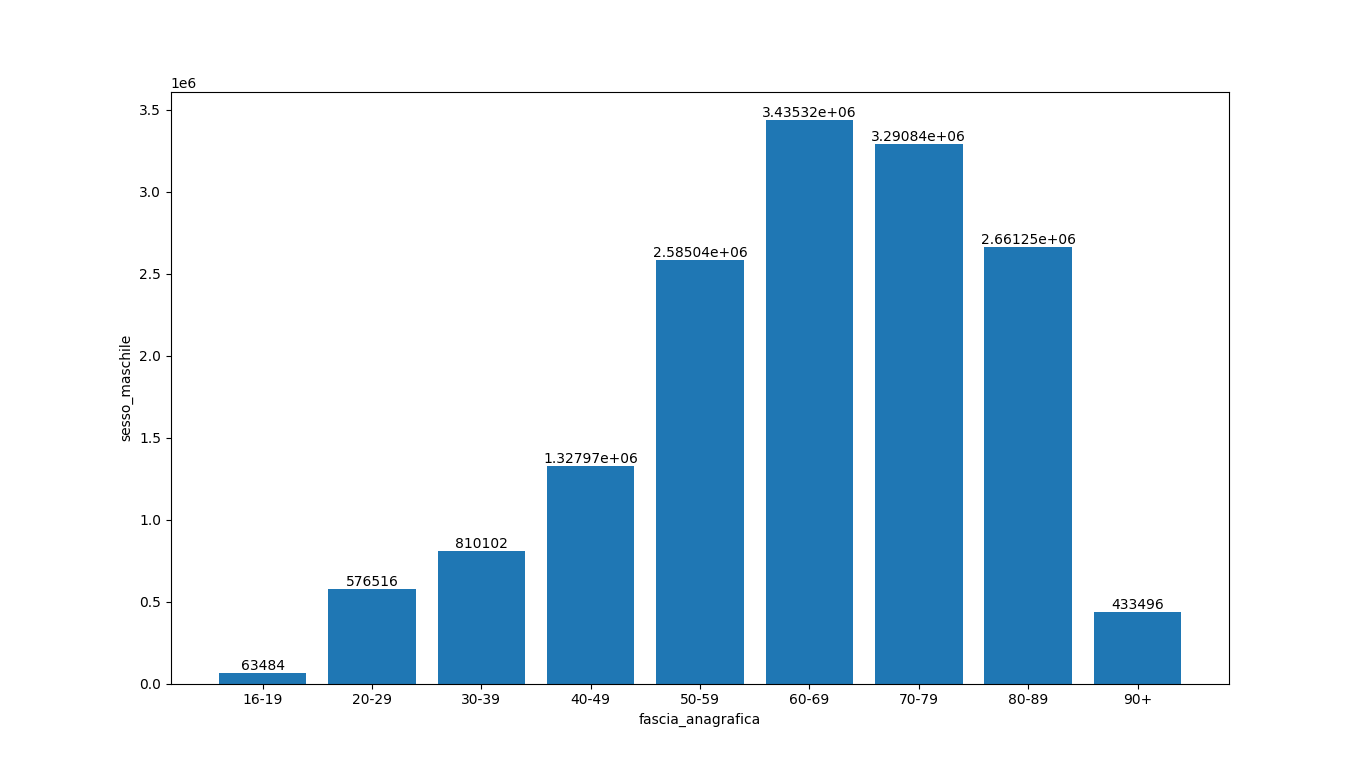 1e6
3.5
3.0
2.5
2.0
1.5
1.0
0.5
0.0
sesso_maschile
63484
576516
810102
1.32797e+06
2.58504e+06
3.43532e+06
3.29084e+06
2.66125e+06
433496
16-19 20-29 30-39 40-49 50-59 60-69 70-79 80-89 90+
fascia_anagrafica